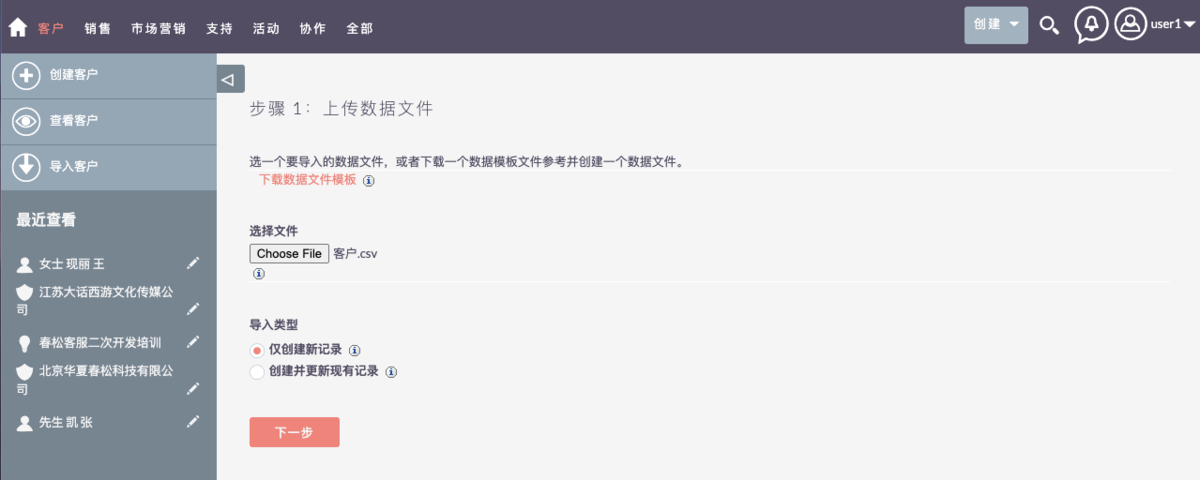 客户 销售 市场营销 支持 活动 协作 全部 创建 user1
创建客户
查看客户
导入客户
最近查看
女士 现丽 王
江苏大话西游文化传媒公
司
春松客服二次开发培训
北京华夏春松科技有限公
司
先生 凯 张
步骤 1：上传数据文件
选一个要导入的数据文件，或者下载一个数据模板文件参考并创建一个数据文件。
下载数据文件模板
选择文件
Choose File 客户.csv
导入类型
仅创建新记录
创建并更新现有记录
下一步